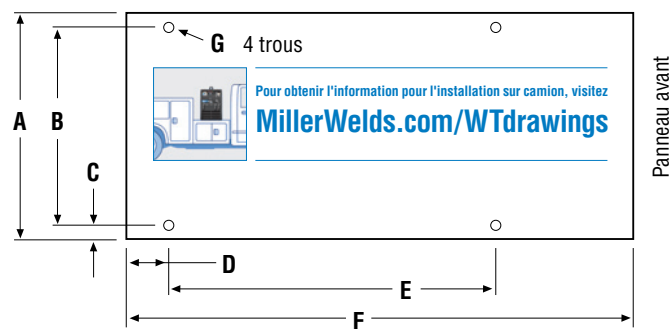 G 4 trous
A
B
C
Pour obtenir l'information pour l'installation sur camion, visitez
MillerWelds.com/WTdrawings
Panneau avant
D
E
F